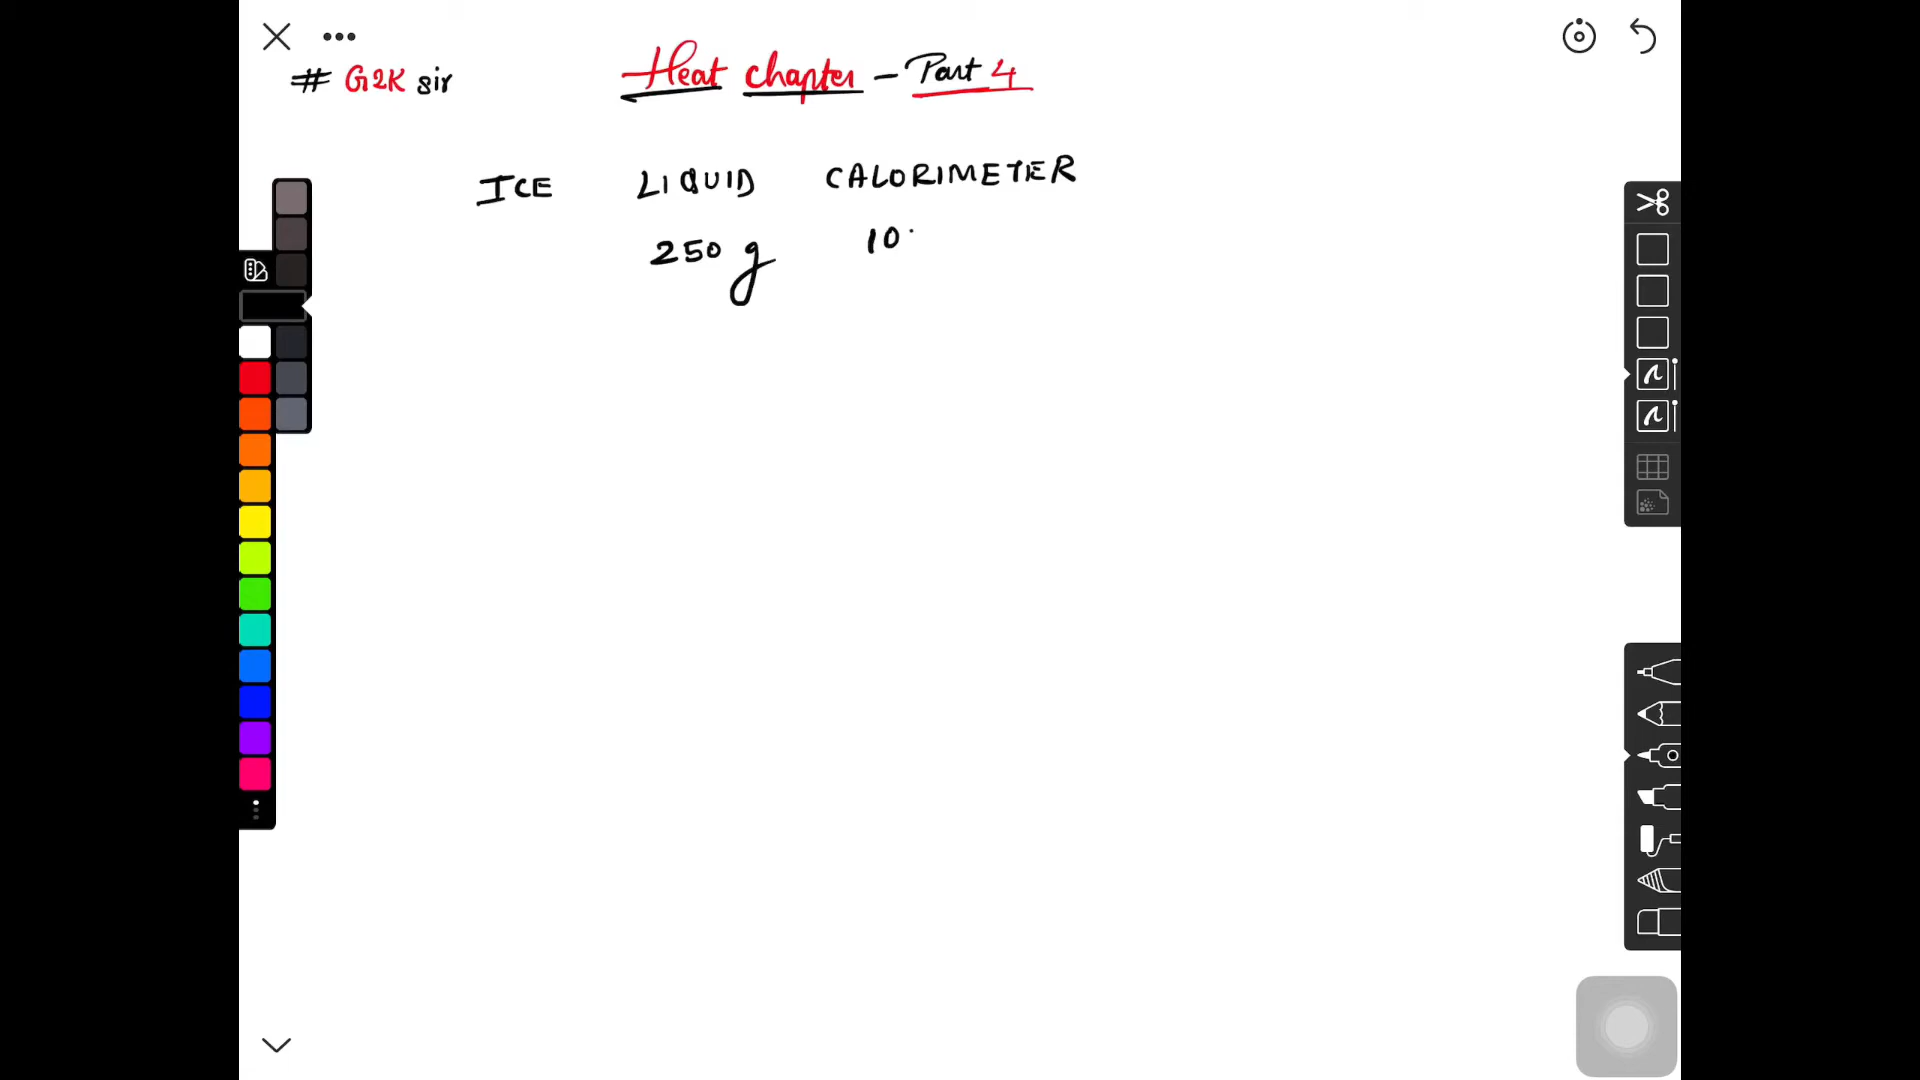 # G2K sir Heat chapter - Part 4
ICE LIQUID CALORIMETER
250 g 10